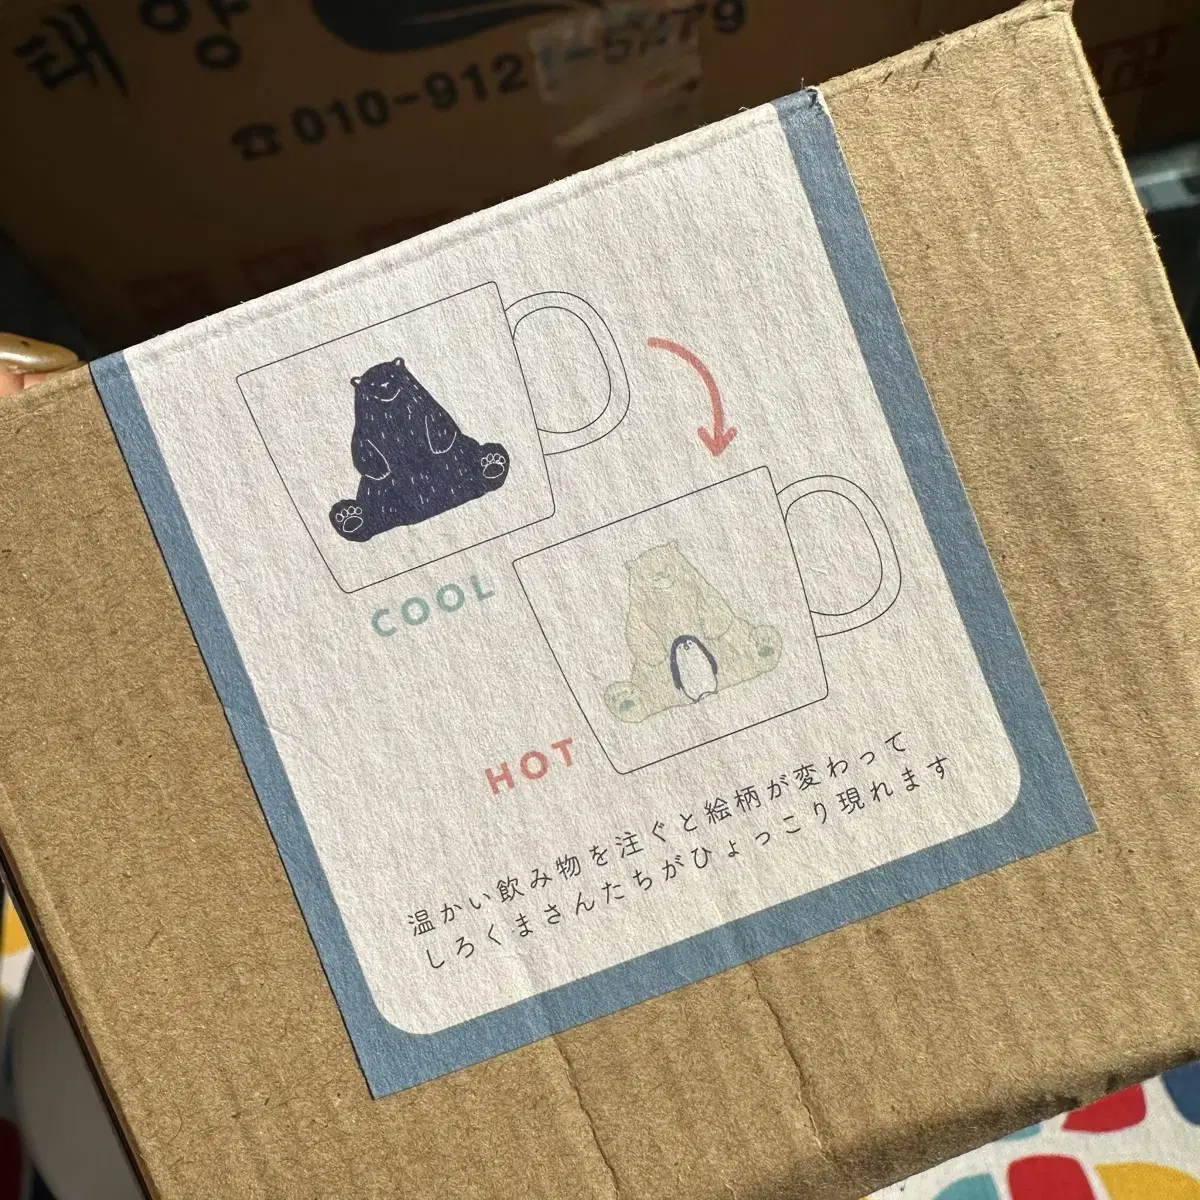 태양
COOL
HOT
温かい飲み物を注ぐと絵柄が変わって
しろくまさんたちがひょっこり現れます